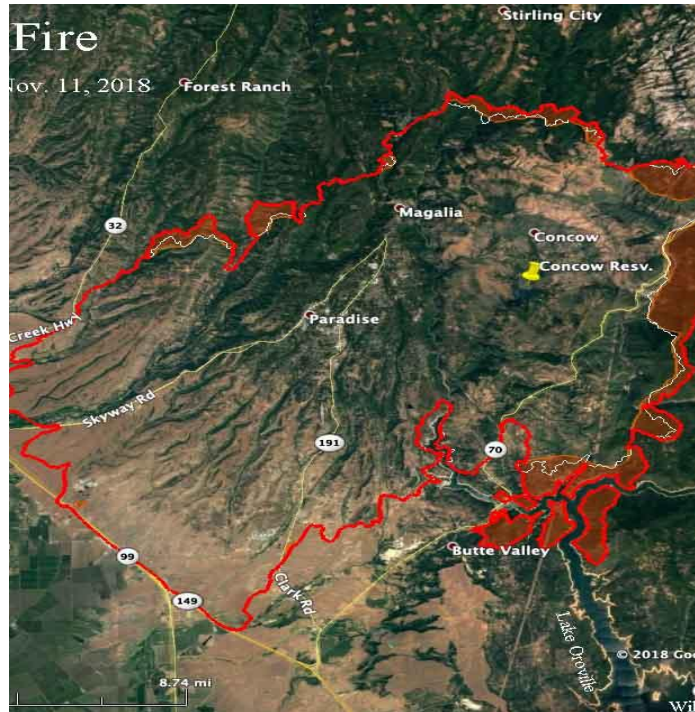 Stirling City
Fire
Nov. 11, 2018
Forest Ranch
32
Magalia
Concow
Concow Resv.
Creek Hwy
Paradise
Skyway Rd
191
70
99
Butte Valley
149
Clark Rd
Lake Oroville
© 2018 Goo
8.74 mi
Wil